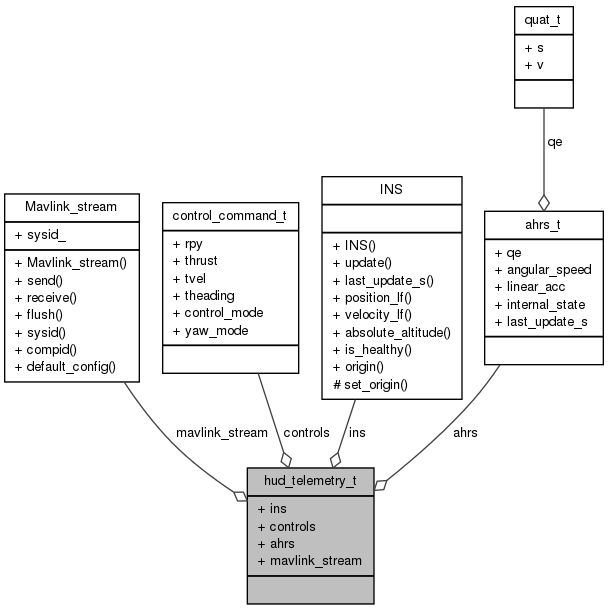 quat_t
+ s
+ v
qe
Mavlink_stream
+ sysid_
+ Mavlink_stream()
+ send()
+ receive()
+ flush()
+ sysid()
+ compid()
+ default_config()
control_command_t
+ rpy
+ thrust
+ tvel
+ theading
+ control_mode
+ yaw_mode
INS
+ INS()
+ update()
+ last_update_s()
+ position_lf()
+ velocity_lf()
+ absolute_altitude()
+ is_healthy()
+ origin()
# set_origin()
ahrs_t
+ qe
+ angular_speed
+ linear_acc
+ internal_state
+ last_update_s
mavlink_stream
controls
ins
ahrs
hud_telemetry_t
+ ins
+ controls
+ ahrs
+ mavlink_stream